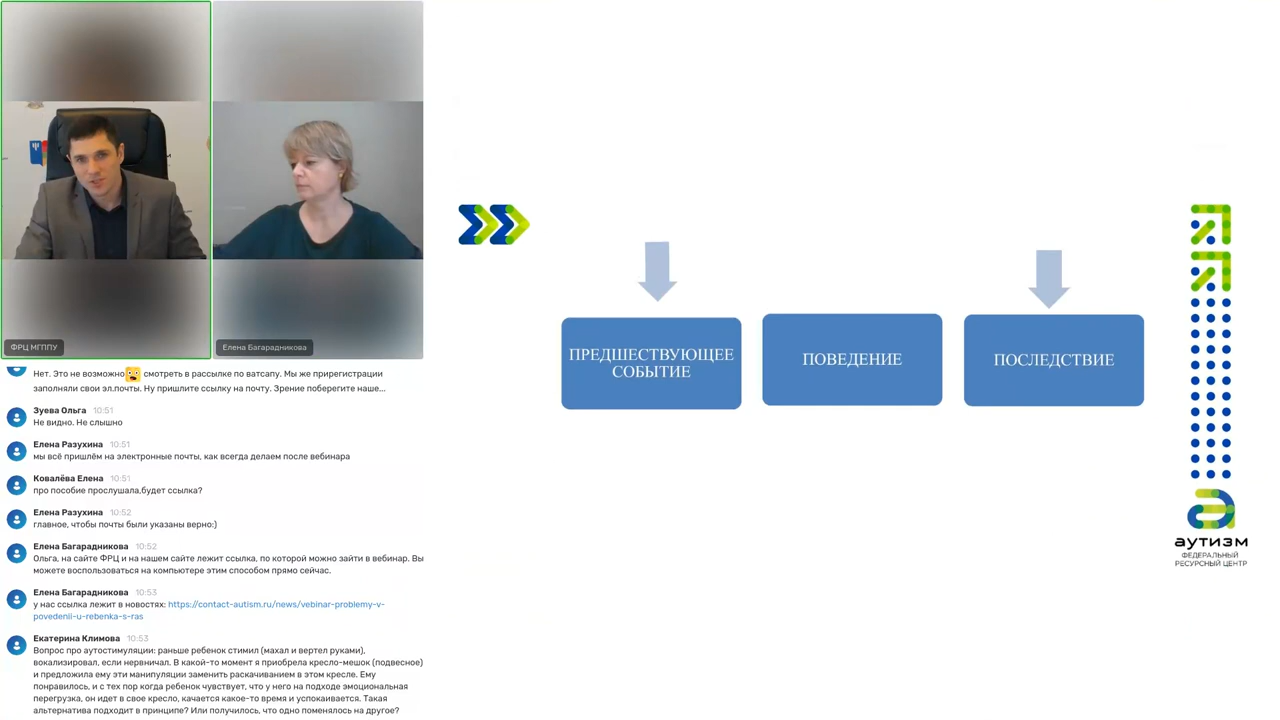 ФРЦ МГППУ
Елена Багарадникова
Нет. Это не возможно😱 смотреть в рассылке по ватсапу. Мы же прирегистрации
заполняли свои эл.почты. Ну пришлите ссылку на почту. Зрение поберегите наше...
Зуева Ольга 10:51
Не видно. Не слышно
Елена Разухина 10:51
мы всё пришлём на электронные почты, как всегда делаем после вебинара
Ковалёва Елена 10:51
про пособие прослушала,будет ссылка?
Елена Разухина 10:52
главное, чтобы почты были указаны верно:)
Елена Багарадникова 10:52
Ольга, на сайте ФРЦ и на нашем сайте лежит ссылка, по которой можно зайти в вебинар. Вы
можете воспользоваться на компьютере этим способом прямо сейчас.
Елена Багарадникова 10:53
у нас ссылка лежит в новостях: https://contact-autism.ru/news/vebinar-problemy-v-
povedenii-u-rebenka-s-ras
Екатерина Климова 10:53
Вопрос про аутостимуляции: раньше ребенок стимил (махал и вертел руками),
вокализировал, если нервничал. В какой-то момент я приобрела кресло-мешок (подвесное)
и предложила ему эти манипуляции заменить раскачиванием в этом кресле. Ему
понравилось, и с тех пор когда ребенок чувствует, что у него на подходе эмоциональная
перегрузка, он идет в свое кресло, качается какое-то время и успокаивается. Такая
альтернатива подходит в принципе? Или получилось, что одно поменялось на другое?
ПРЕДШЕСТВУЮЩЕЕ
СОБЫТИЕ
ПОВЕДЕНИЕ
ПОСЛЕДСТВИЕ
аутизм
ФЕДЕРАЛЬНЫЙ
РЕСУРСНЫЙ ЦЕНТР